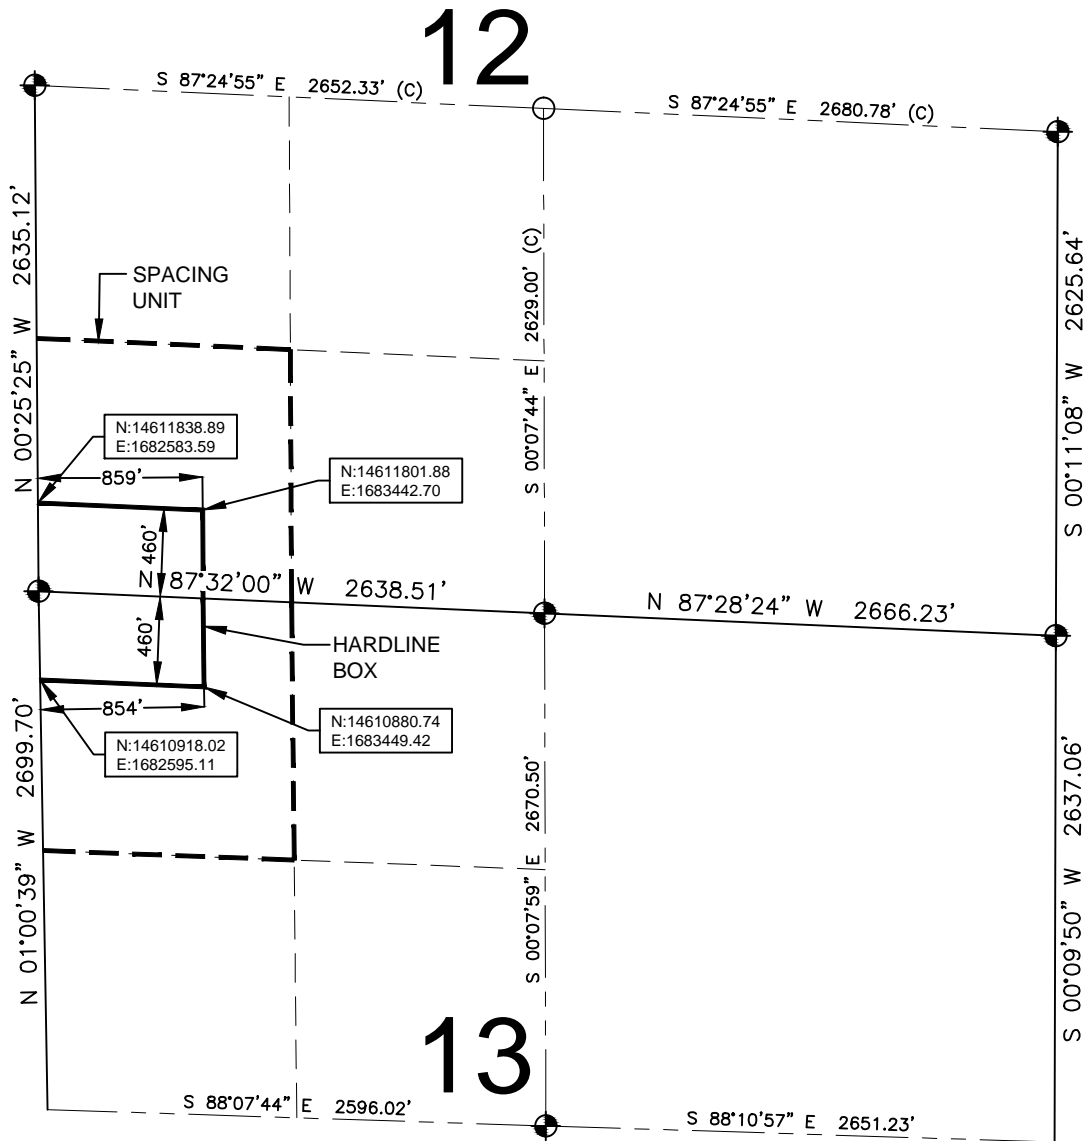 12
S 87°24'55" E 2652.33' (C)
S 87°24'55" E 2680.78' (C)
N 00°25'25" W 2635.12'
S 00°07'44" E 2629.00' (C)
S 00°11'08" W 2625.64'
SPACING
UNIT
N:14611838.89
E:1682583.59
859'
N:14611801.88
E:1683442.70
460'
N 87°32'00" W 2638.51'
N 87°28'24" W 2666.23'
460'
HARDLINE
BOX
854'
N:14610880.74
E:1683449.42
N:14610918.02
E:1682595.11
N 01°00'39" W 2699.70'
S 00°07'59" E 2670.50'
S 00°09'50" W 2637.06'
13
S 88°07'44" E 2596.02'
S 88°10'57" E 2651.23'